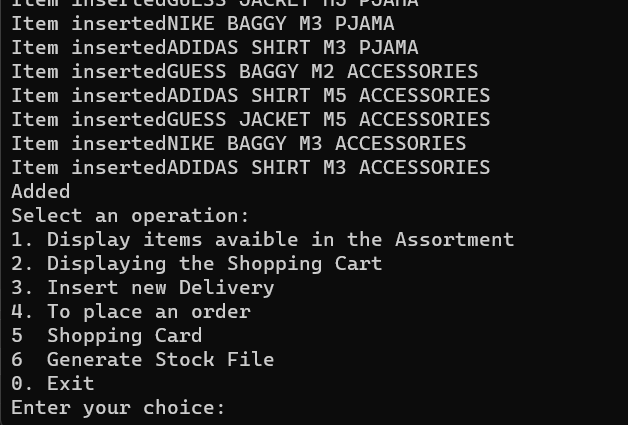 Item insertedGUESS JACKET M3 PJAMA
Item insertedNIKE BAGGY M3 PJAMA
Item insertedADIDAS SHIRT M3 PJAMA
Item insertedGUESS BAGGY M2 ACCESSORIES
Item insertedADIDAS SHIRT M5 ACCESSORIES
Item insertedGUESS JACKET M5 ACCESSORIES
Item insertedNIKE BAGGY M3 ACCESSORIES
Item insertedADIDAS SHIRT M3 ACCESSORIES
Added
Select an operation:
1. Display items avaible in the Assortment
2. Displaying the Shopping Cart
3. Insert new Delivery
4. To place an order
5  Shopping Card
6  Generate Stock File
0. Exit
Enter your choice: